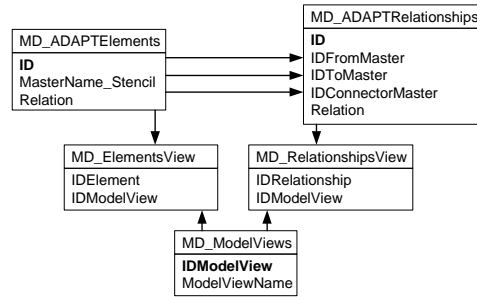 MD_ADAPTElements
ID
MasterName_Stencil
Relation
MD_ADAPTRelationships
ID
IDFromMaster
IDToMaster
IDConnectorMaster
Relation
MD_ElementsView
IDElement
IDModelView
MD_RelationshipsView
IDRelationship
IDModelView
MD_ModelViews
IDModelView
ModelViewName